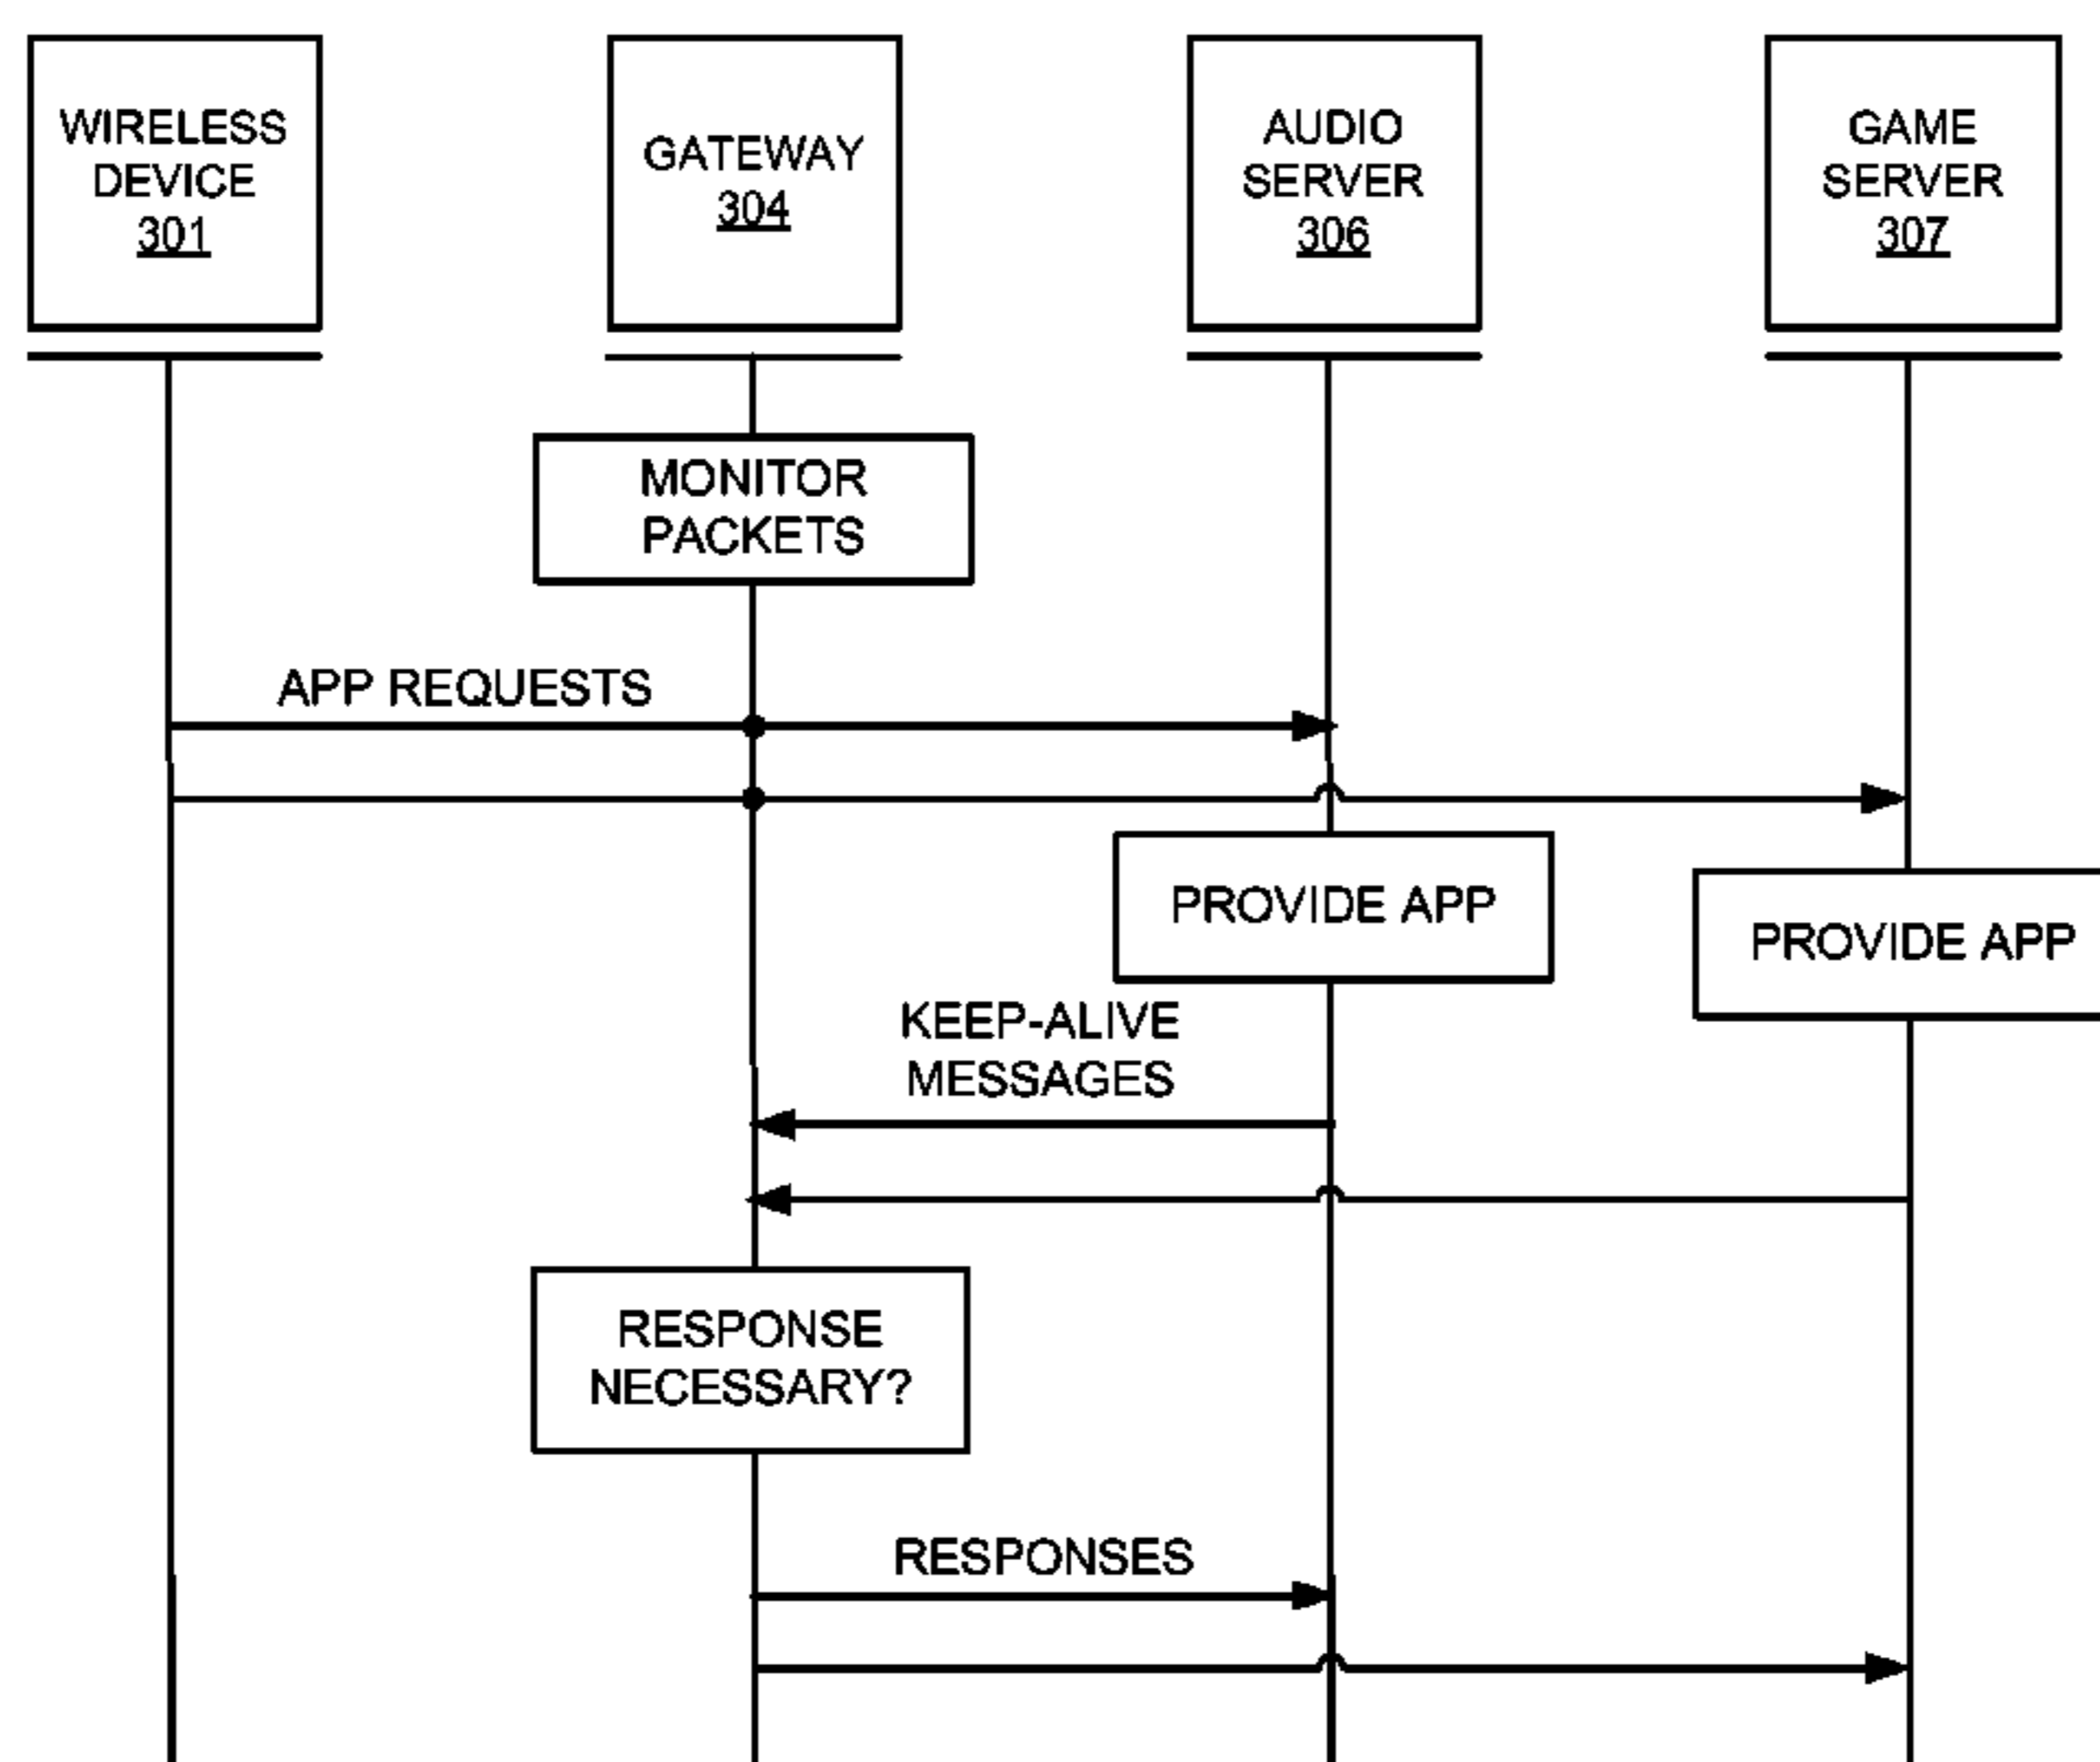 WIRELESS
DEVICE
301
GATEWAY
304
AUDIO
SERVER
306
GAME
SERVER
307
MONITOR
PACKETS
APP REQUESTS
PROVIDE APP
PROVIDE APP
KEEP-ALIVE
MESSAGES
RESPONSE
NECESSARY?
RESPONSES